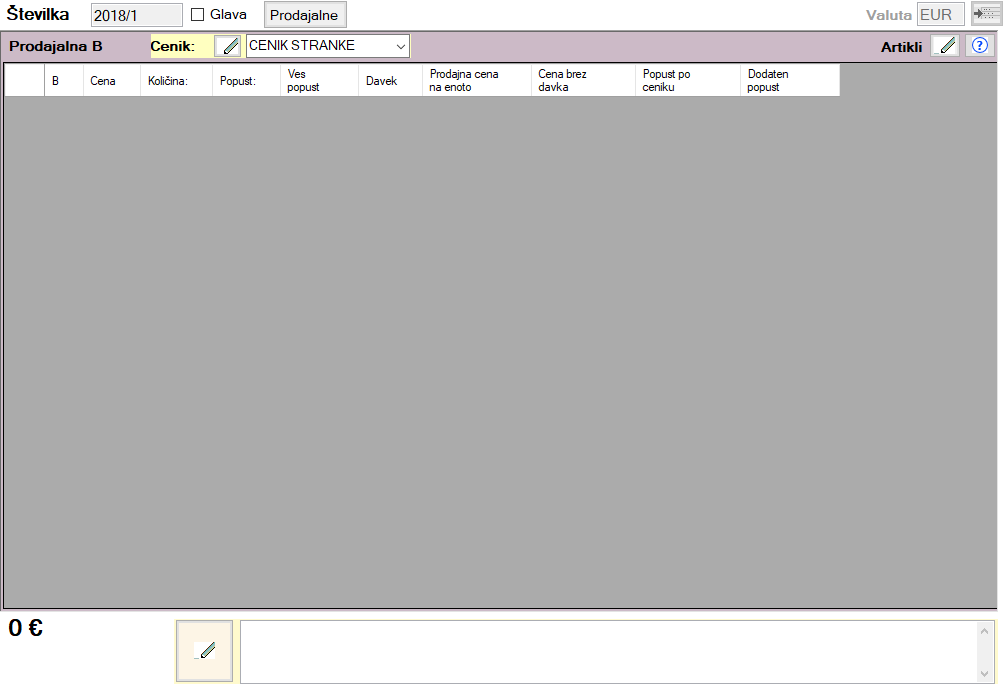 Številka 2018/1 Glava Prodajalne Valuta EUR
Prodajalna B Cenik: CENIK STRANKE Artikli ?
B Cena Količina: Popust: Ves popust Davek Prodajna cena na enoto Cena brez davka Popust po ceniku Dodaten popust
0 €